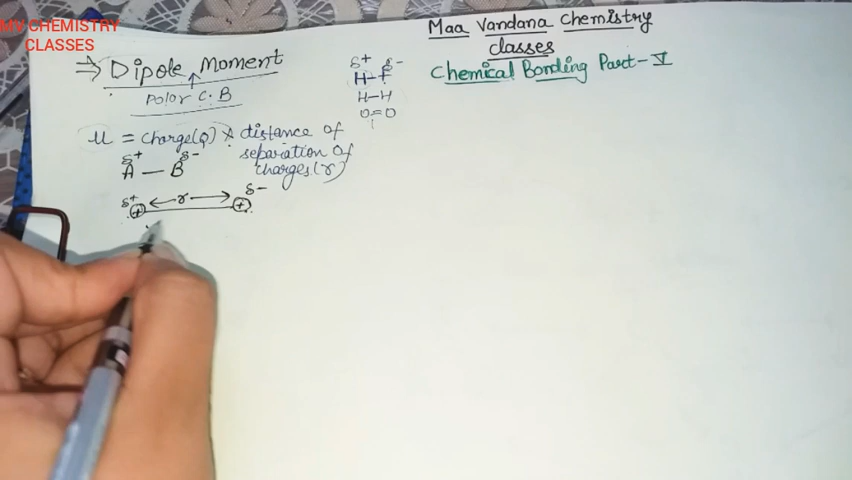 MV CHEMISTRY
CLASSES
Maa Vandana Chemistry
classes
Chemical Bonding Part-V
⇒ Dipole Moment
Polar C.B
δ+ δ-
H-F
H-H
O=O
μ = Charge(Q) × distance of
separation of
charges(r)
δ+ δ-
A — B
δ+ ⊕ ← r → ⊕ δ-